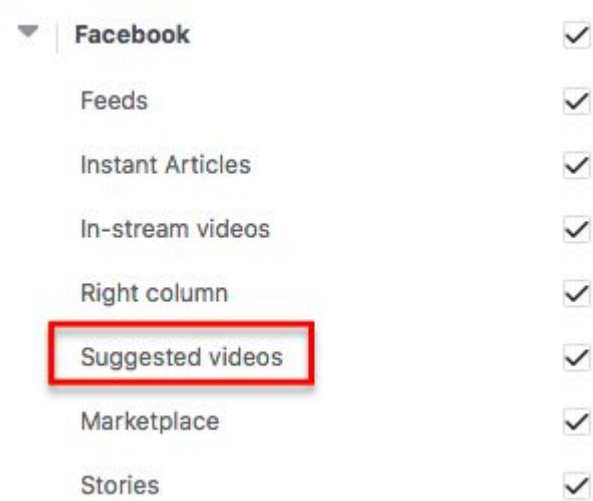 Facebook
Feeds
Instant Articles
In-stream videos
Right column
Suggested videos
Marketplace
Stories